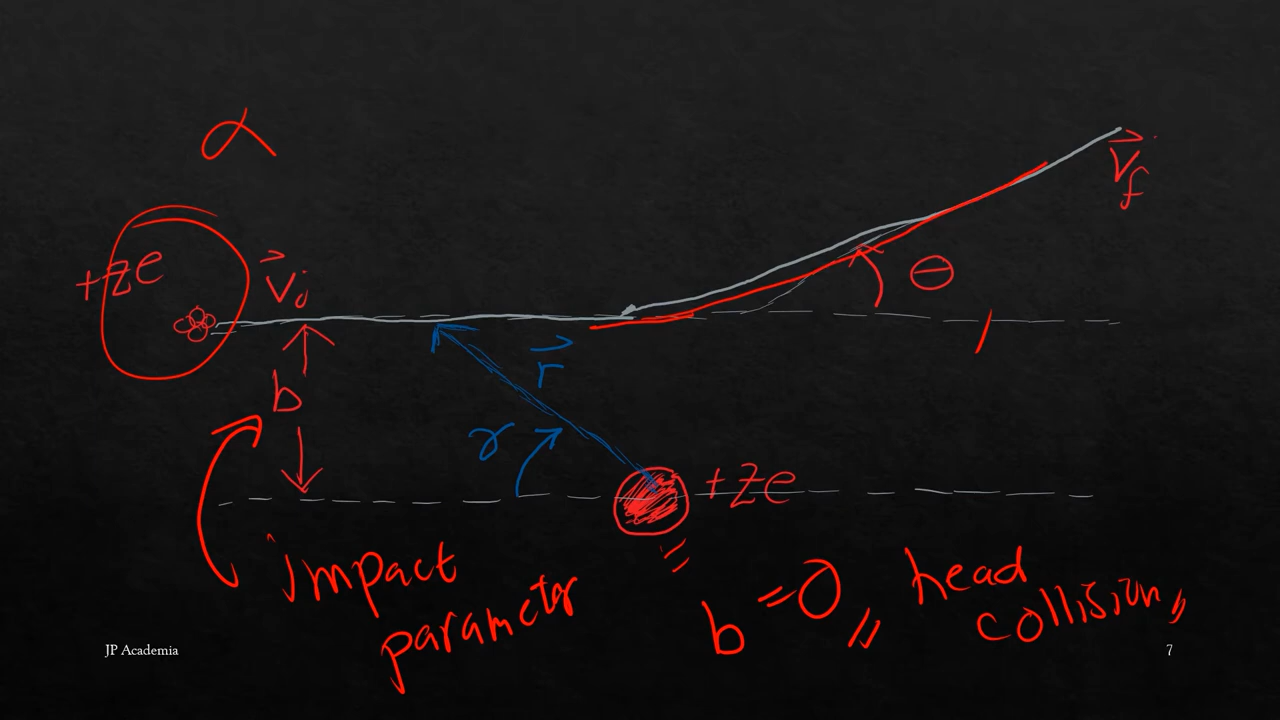 α
+ze
v⃗i
v⃗f
θ
b
r⃗
γ
+ze
impact
parameter
b = 0,, head
collision,,
JP Academia
7